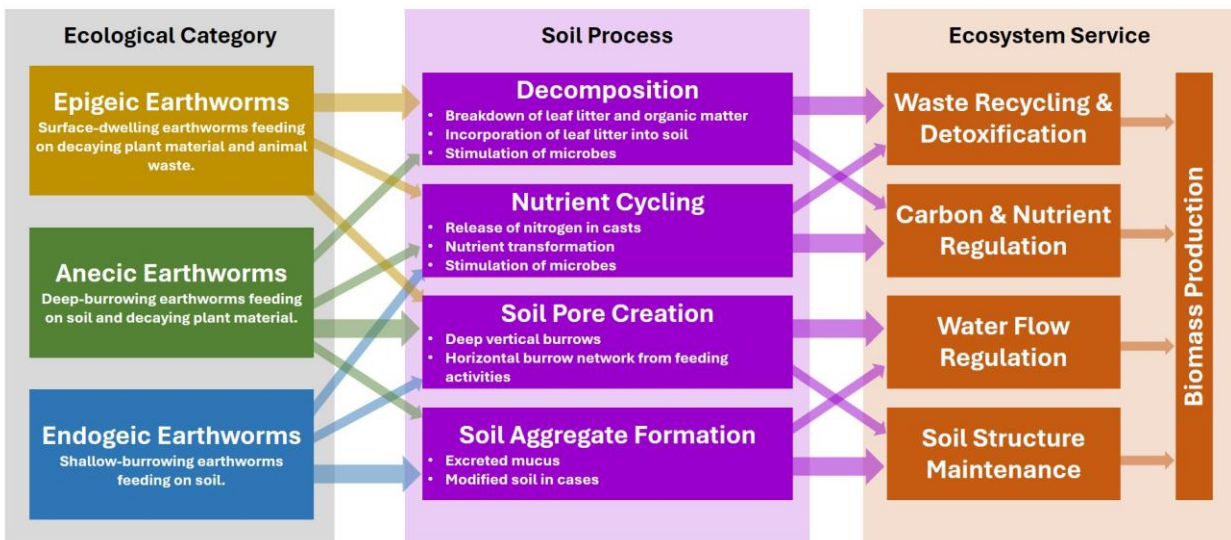 Ecological Category
Epigeic Earthworms
Surface-dwelling earthworms feeding
on decaying plant material and animal
waste.
Anecic Earthworms
Deep-burrowing earthworms feeding
on soil and decaying plant material.
Endogeic Earthworms
Shallow-burrowing earthworms
feeding on soil.
Soil Process
Decomposition
• Breakdown of leaf litter and organic matter
• Incorporation of leaf litter into soil
• Stimulation of microbes
Nutrient Cycling
• Release of nitrogen in casts
• Nutrient transformation
• Stimulation of microbes
Soil Pore Creation
• Deep vertical burrows
• Horizontal burrow network from feeding
activities
Soil Aggregate Formation
• Excreted mucus
• Modified soil in cases
Ecosystem Service
Waste Recycling &
Detoxification
Carbon & Nutrient
Regulation
Water Flow
Regulation
Soil Structure
Maintenance
Biomass Production